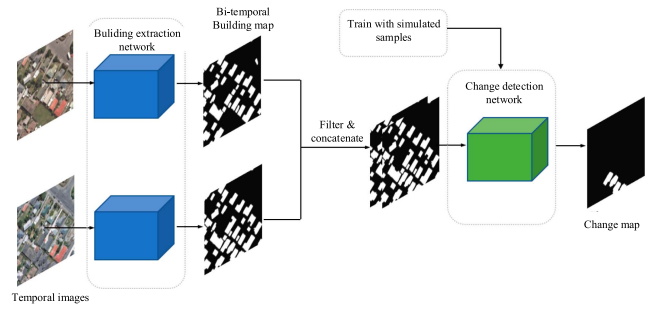 Buliding extraction
network
Bi-temporal
Building map
Train with simulated
samples
Change detection
network
Filter &
concatenate
Temporal images
Change map